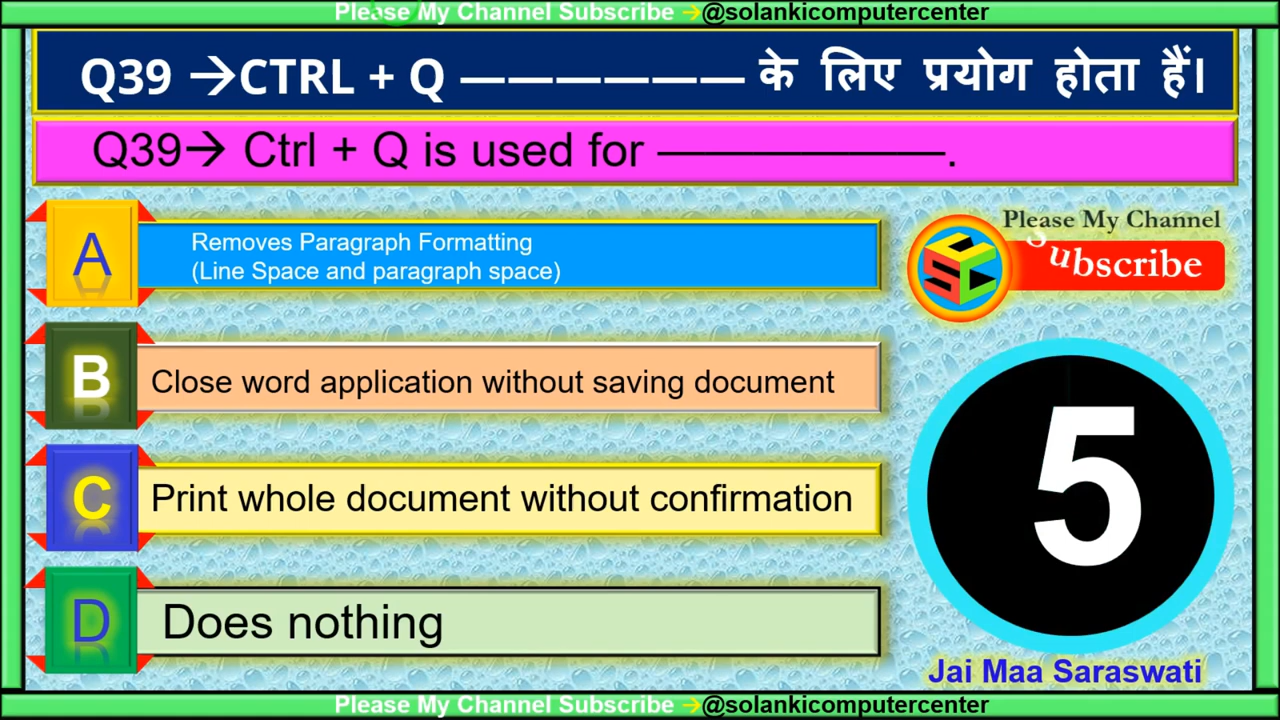 Please My Channel Subscribe →@solankicomputercenter
Q39 →CTRL + Q —————— के लिए प्रयोग होता हैं।
Q39→ Ctrl + Q is used for ——————.
A
Removes Paragraph Formatting
(Line Space and paragraph space)
Please My Channel
Subscribe
SCC
B
Close word application without saving document
5
C
Print whole document without confirmation
D
Does nothing
Jai Maa Saraswati
Please My Channel Subscribe →@solankicomputercenter